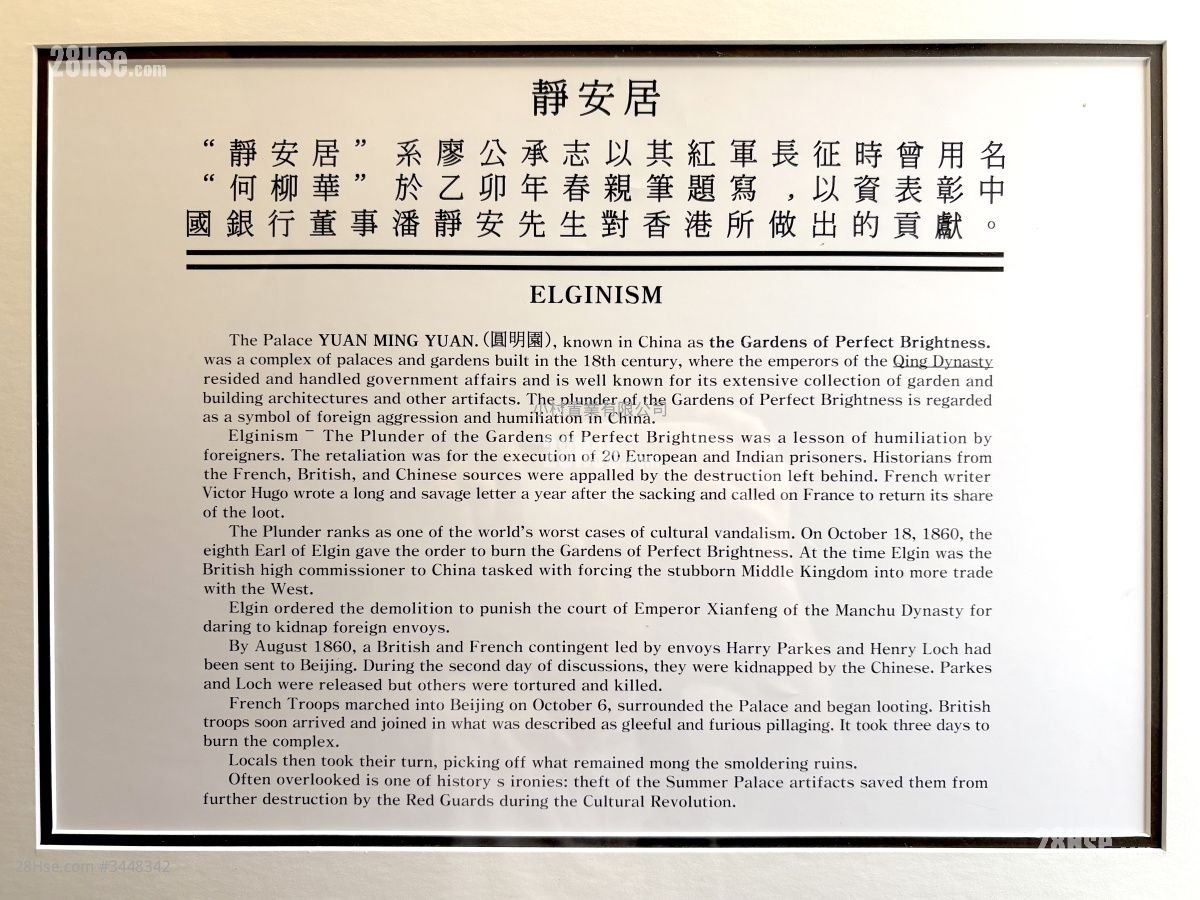 28Hse.com
靜安居
“靜安居”系廖公承志以其紅軍長征時曾用名
“何柳華”於乙卯年春親筆題寫，以資表彰中
國銀行董事潘靜安先生對香港所做出的貢獻。
ELGINISM
The Palace YUAN MING YUAN. (圓明園), known in China as the Gardens of Perfect Brightness.
was a complex of palaces and gardens built in the 18th century, where the emperors of the Qing Dynasty
resided and handled government affairs and is well known for its extensive collection of garden and
building architectures and other artifacts. The plunder of the Gardens of Perfect Brightness is regarded
小村置業有限公司
as a symbol of foreign aggression and humiliation in China.
Elginism – The Plunder of the Gardens of Perfect Brightness was a lesson of humiliation by
foreigners. The retaliation was for the execution of 20 European and Indian prisoners. Historians from
the French, British, and Chinese sources were appalled by the destruction left behind. French writer
Victor Hugo wrote a long and savage letter a year after the sacking and called on France to return its share
of the loot.
The Plunder ranks as one of the world's worst cases of cultural vandalism. On October 18, 1860, the
eighth Earl of Elgin gave the order to burn the Gardens of Perfect Brightness. At the time Elgin was the
British high commissioner to China tasked with forcing the stubborn Middle Kingdom into more trade
with the West.
Elgin ordered the demolition to punish the court of Emperor Xianfeng of the Manchu Dynasty for
daring to kidnap foreign envoys.
By August 1860, a British and French contingent led by envoys Harry Parkes and Henry Loch had
been sent to Beijing. During the second day of discussions, they were kidnapped by the Chinese. Parkes
and Loch were released but others were tortured and killed.
French Troops marched into Beijing on October 6, surrounded the Palace and began looting. British
troops soon arrived and joined in what was described as gleeful and furious pillaging. It took three days to
burn the complex.
Locals then took their turn, picking off what remained mong the smoldering ruins.
Often overlooked is one of history s ironies: theft of the Summer Palace artifacts saved them from
further destruction by the Red Guards during the Cultural Revolution.
28Hse.com
28Hse.com #3448342